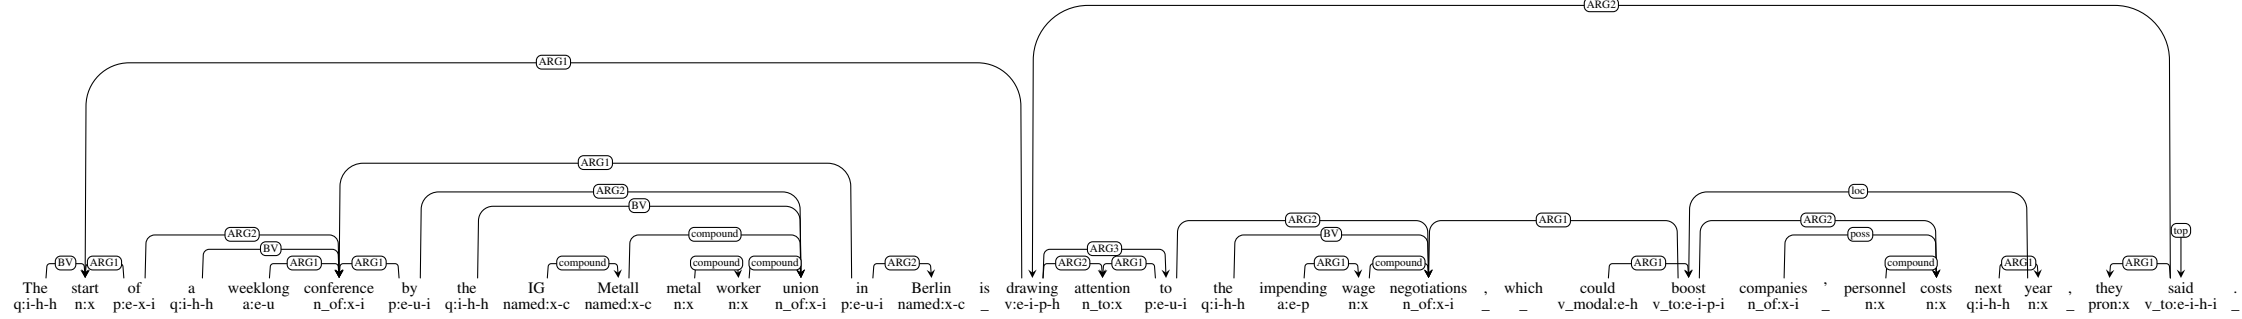 ARG2
ARG1
ARG1
ARG2 loc
BV ARG2 ARG1 ARG2
ARG2 compound BV poss top
BV ARG3
BV ARG1 ARG1 ARG1 compound compound compound ARG2 ARG2 ARG1 ARG1 compound ARG1 compound ARG1 ARG1
The start of a weeklong conference by the IG Metall metal worker union in Berlin is drawing attention to the impending wage negotiations , which could boost companies ' personnel costs next year , they said .
q:i-h-h n:x p:e-x-i q:i-h-h a:e-u n_of:x-i p:e-u-i q:i-h-h named:x-c named:x-c n:x n:x n_of:x-i p:e-u-i named:x-c _ v:e-i-p-h n_to:x p:e-u-i q:i-h-h a:e-p n:x n_of:x-i _ _ v_modal:e-h v_to:e-i-p-i n_of:x-i _ n:x n:x q:i-h-h n:x _ pron:x v_to:e-i-h-i _